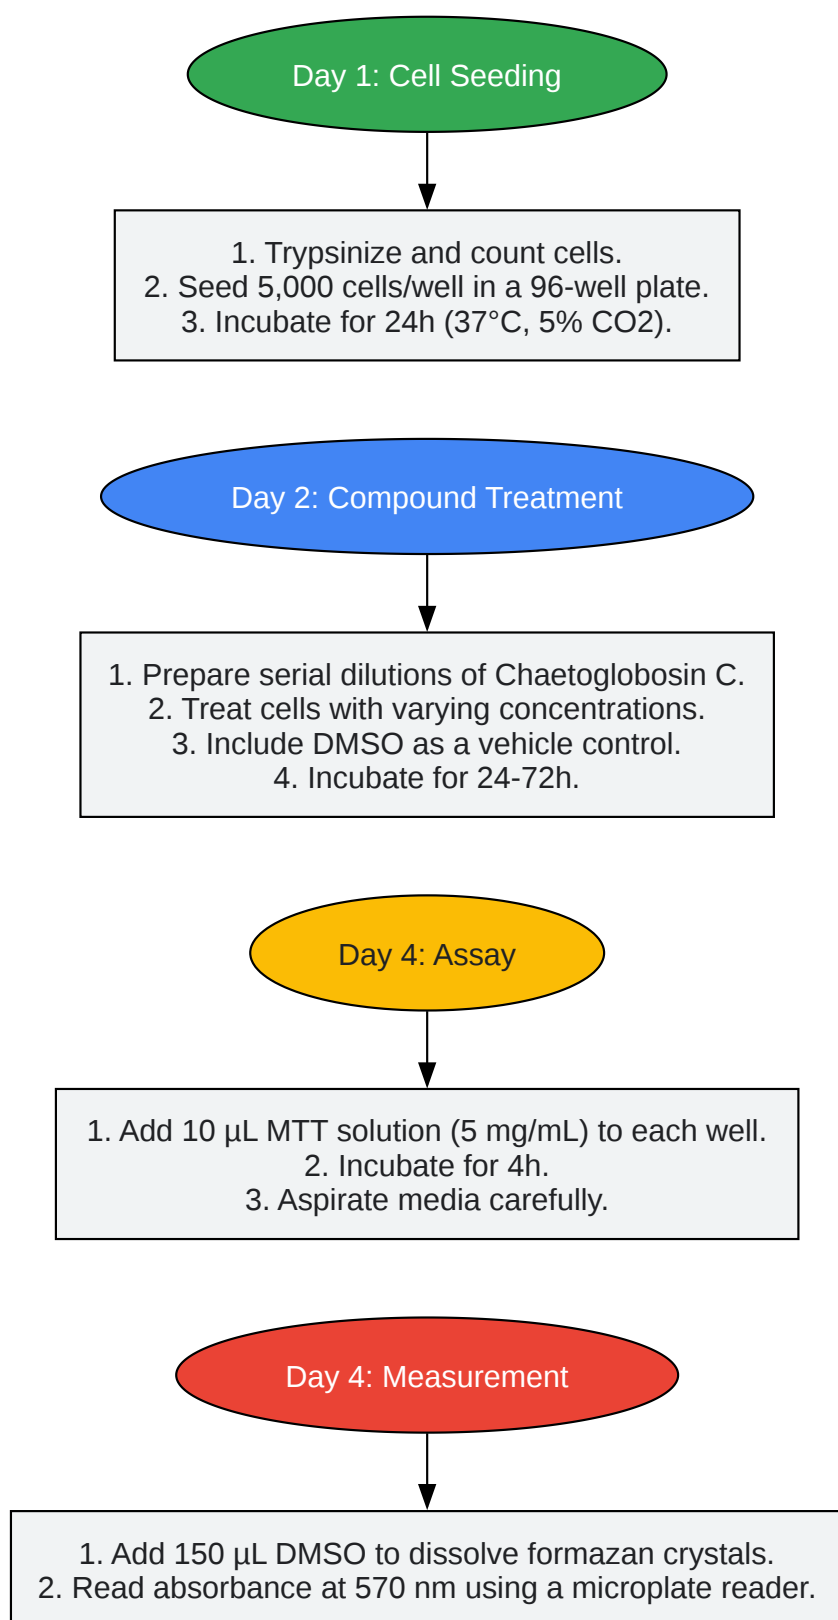 Day 1: Cell Seeding
1. Trypsinize and count cells.
2. Seed 5,000 cells/well in a 96-well plate.
3. Incubate for 24h (37°C, 5% CO2).
Day 2: Compound Treatment
1. Prepare serial dilutions of Chaetoglobosin C.
2. Treat cells with varying concentrations.
3. Include DMSO as a vehicle control.
4. Incubate for 24-72h.
Day 4: Assay
1. Add 10 µL MTT solution (5 mg/mL) to each well.
2. Incubate for 4h.
3. Aspirate media carefully.
Day 4: Measurement
1. Add 150 µL DMSO to dissolve formazan crystals.
2. Read absorbance at 570 nm using a microplate reader.